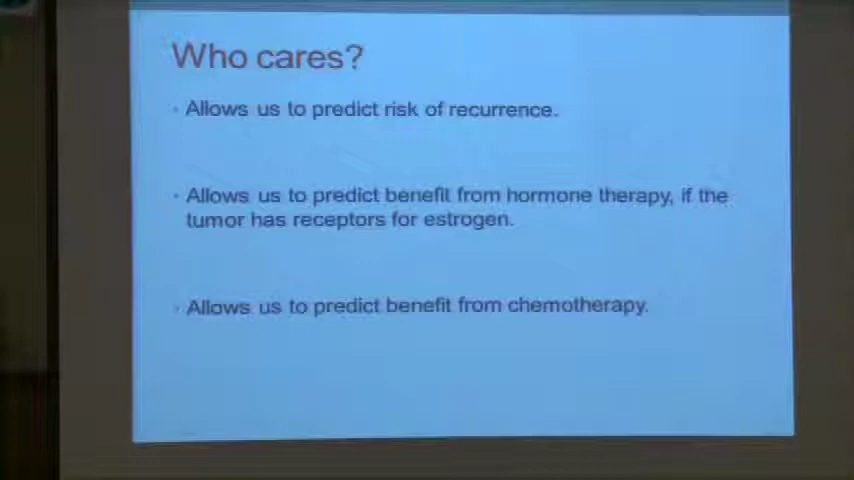 Who cares?
• Allows us to predict risk of recurrence.
• Allows us to predict benefit from hormone therapy, if the
tumor has receptors for estrogen.
• Allows us to predict benefit from chemotherapy.